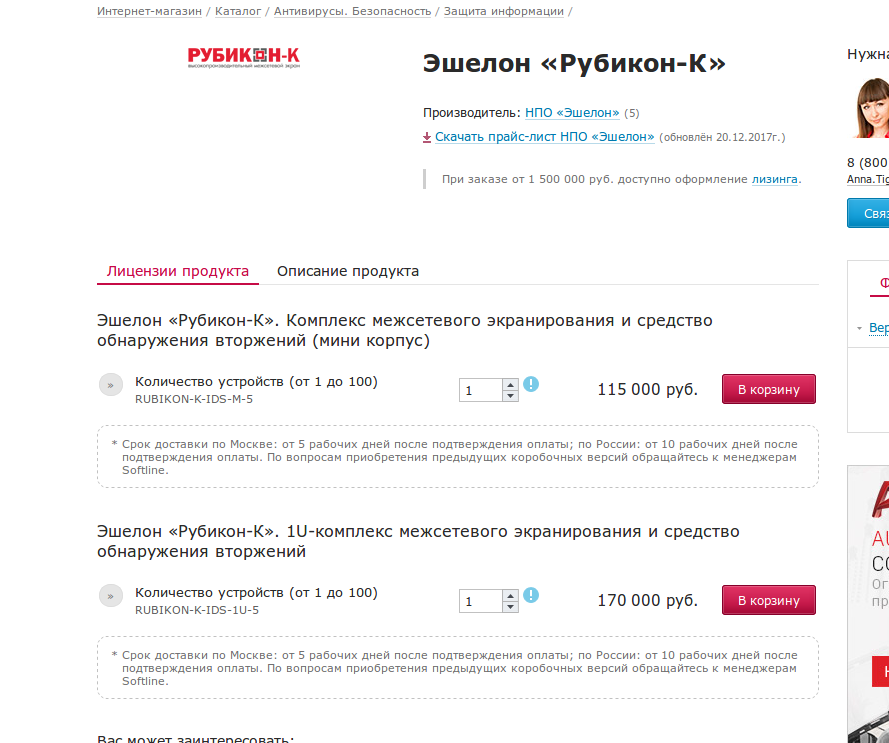 Интернет-магазин / Каталог / Антивирусы. Безопасность / Защита информации /
РУБИКОН-К
высокопроизводительный межсетевой экран
Эшелон «Рубикон-К»
Производитель: НПО «Эшелон» (5)
Скачать прайс-лист НПО «Эшелон» (обновлён 20.12.2017г.)
При заказе от 1 500 000 руб. доступно оформление лизинга.
Нужна
8 (800
Anna.Tig
Связ
Лицензии продукта Описание продукта
Ф
Вер
Эшелон «Рубикон-К». Комплекс межсетевого экранирования и средство
обнаружения вторжений (мини корпус)
» Количество устройств (от 1 до 100) 1 ! 115 000 руб. В корзину
RUBIKON-K-IDS-M-5
* Срок доставки по Москве: от 5 рабочих дней после подтверждения оплаты; по России: от 10 рабочих дней после
подтверждения оплаты. По вопросам приобретения предыдущих коробочных версий обращайтесь к менеджерам
Softline.
Эшелон «Рубикон-К». 1U-комплекс межсетевого экранирования и средство
обнаружения вторжений
» Количество устройств (от 1 до 100) 1 ! 170 000 руб. В корзину
RUBIKON-K-IDS-1U-5
* Срок доставки по Москве: от 5 рабочих дней после подтверждения оплаты; по России: от 10 рабочих дней после
подтверждения оплаты. По вопросам приобретения предыдущих коробочных версий обращайтесь к менеджерам
Softline.
Ог
пр
Вас может заинтересовать: